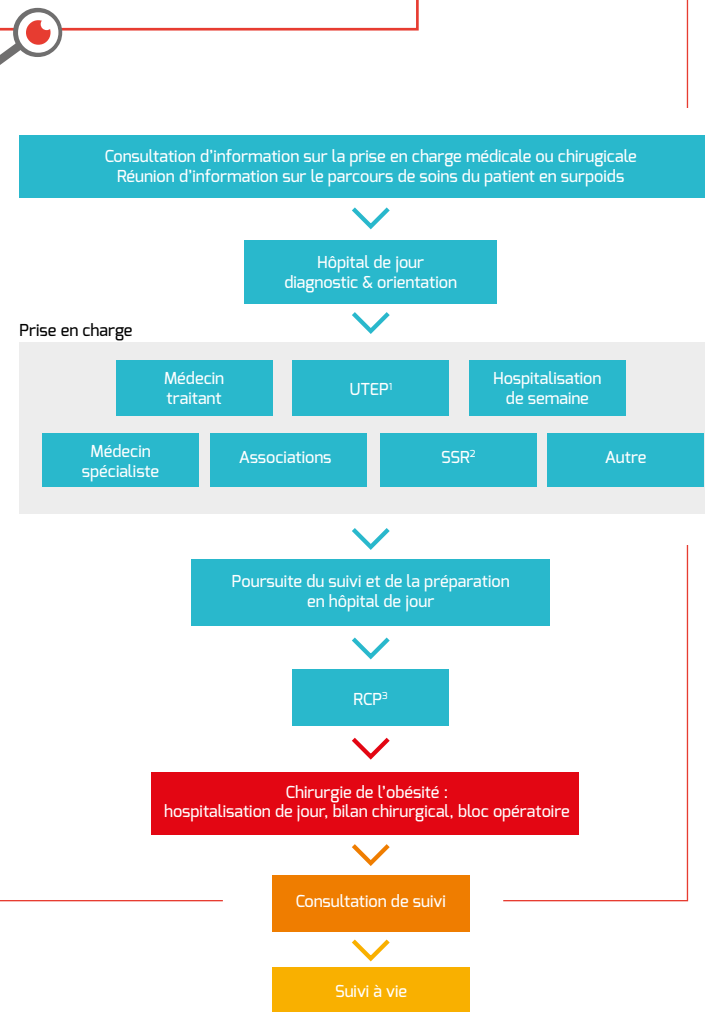 Consultation d'information sur la prise en charge médicale ou chirugicale
Réunion d'information sur le parcours de soins du patient en surpoids
Hôpital de jour
diagnostic & orientation
Prise en charge
Médecin
traitant
UTEP¹
Hospitalisation
de semaine
Médecin
spécialiste
Associations
SSR²
Autre
Poursuite du suivi et de la préparation
en hôpital de jour
RCP³
Chirurgie de l'obésité :
hospitalisation de jour, bilan chirurgical, bloc opératoire
Consultation de suivi
Suivi à vie